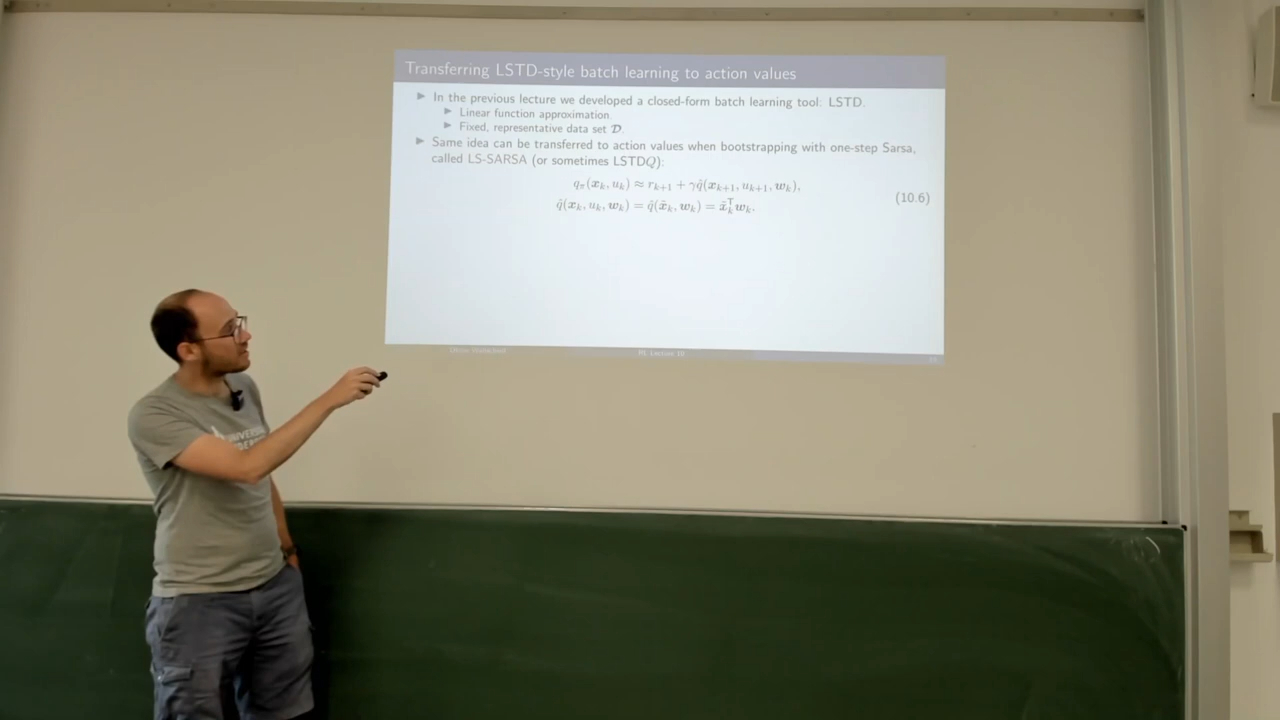 Transferring LSTD-style batch learning to action values
▶ In the previous lecture we developed a closed-form batch learning tool: LSTD.
▶ Linear function approximation.
▶ Fixed, representative data set 𝒟.
▶ Same idea can be transferred to action values when bootstrapping with one-step Sarsa,
called LS-SARSA (or sometimes LSTDQ):
q_π(x_k, u_k) ≈ r_{k+1} + γq̂(x_{k+1}, u_{k+1}, w_k),
q̂(x_k, u_k, w_k) = q̂(x̃_k, w_k) = x̃_k^T w_k.
(10.6)
RL Lecture 10